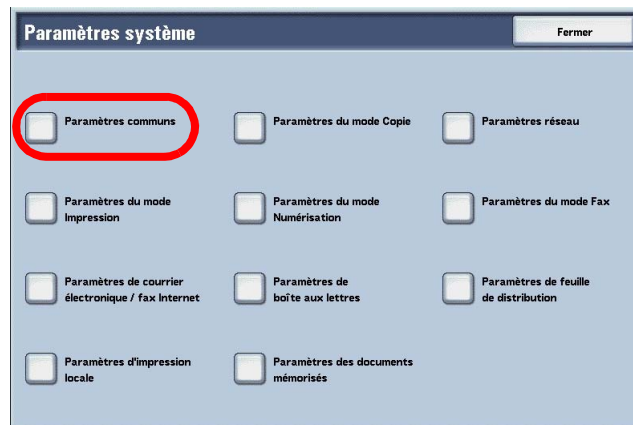 Paramètres système
Fermer
Paramètres communs
Paramètres du mode Copie
Paramètres réseau
Paramètres du mode
Impression
Paramètres du mode
Numérisation
Paramètres du mode Fax
Paramètres de courrier
électronique / fax Internet
Paramètres de
boîte aux lettres
Paramètres de feuille
de distribution
Paramètres d'impression
locale
Paramètres des documents
mémorisés